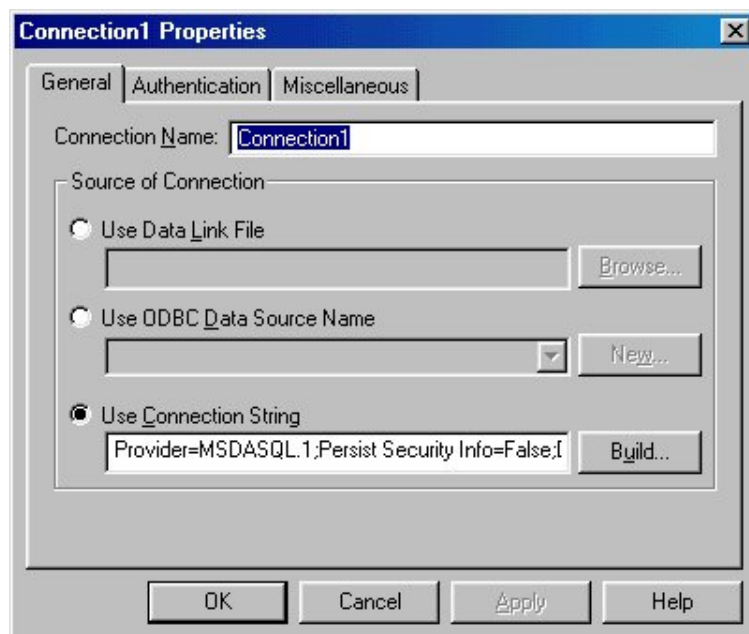 Connection1 Properties
General Authentication Miscellaneous
Connection Name: Connection1
Source of Connection
Use Data Link File
Browse...
Use ODBC Data Source Name
New...
Use Connection String
Provider=MSDASQL.1;Persist Security Info=False; Build...
OK Cancel Apply Help